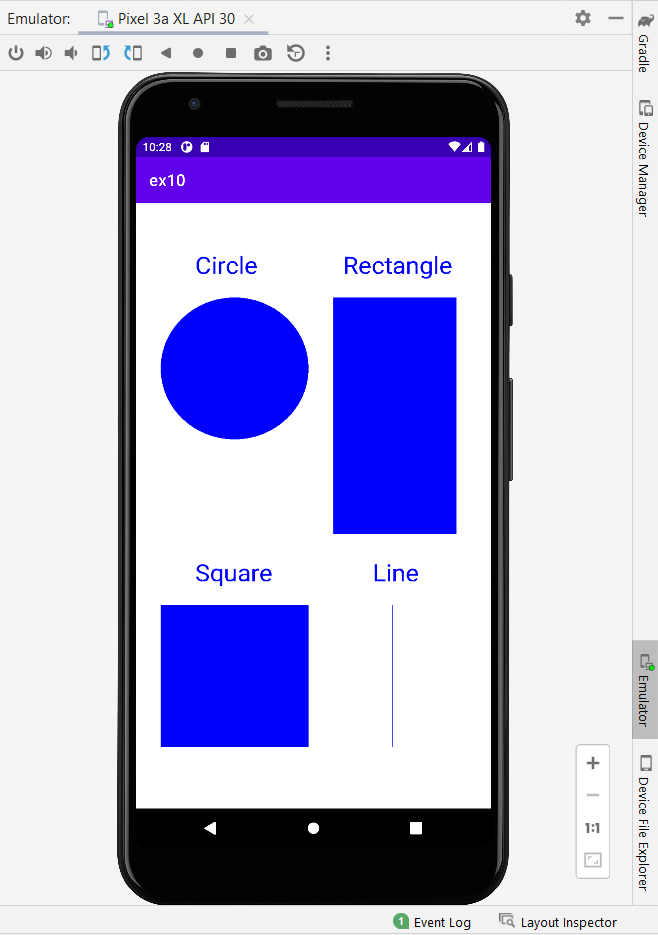 Emulator: Pixel 3a XL API 30
Gradle
Device Manager
10:28
ex10
Circle Rectangle
Square Line
Emulator
Device File Explorer
1:1
1 Event Log Layout Inspector